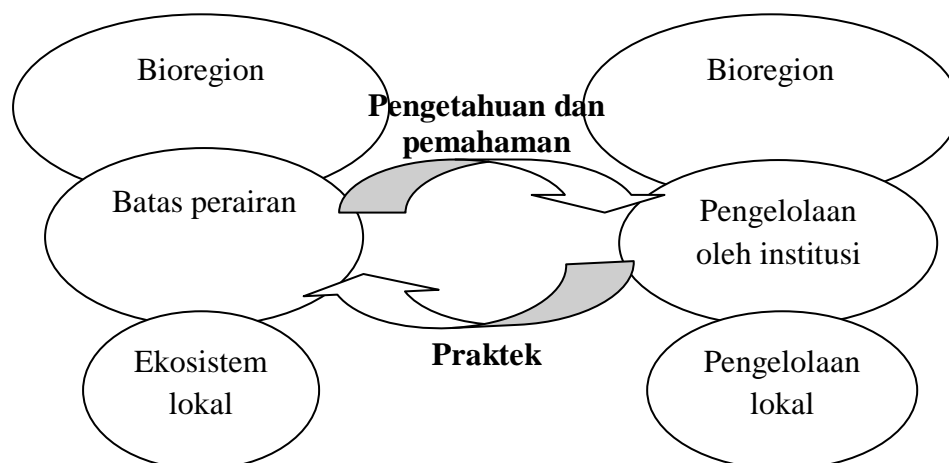 Bioregion
Bioregion
Pengetahuan dan
pemahaman
Batas perairan
Pengelolaan
oleh institusi
Praktek
Ekosistem
lokal
Pengelolaan
lokal